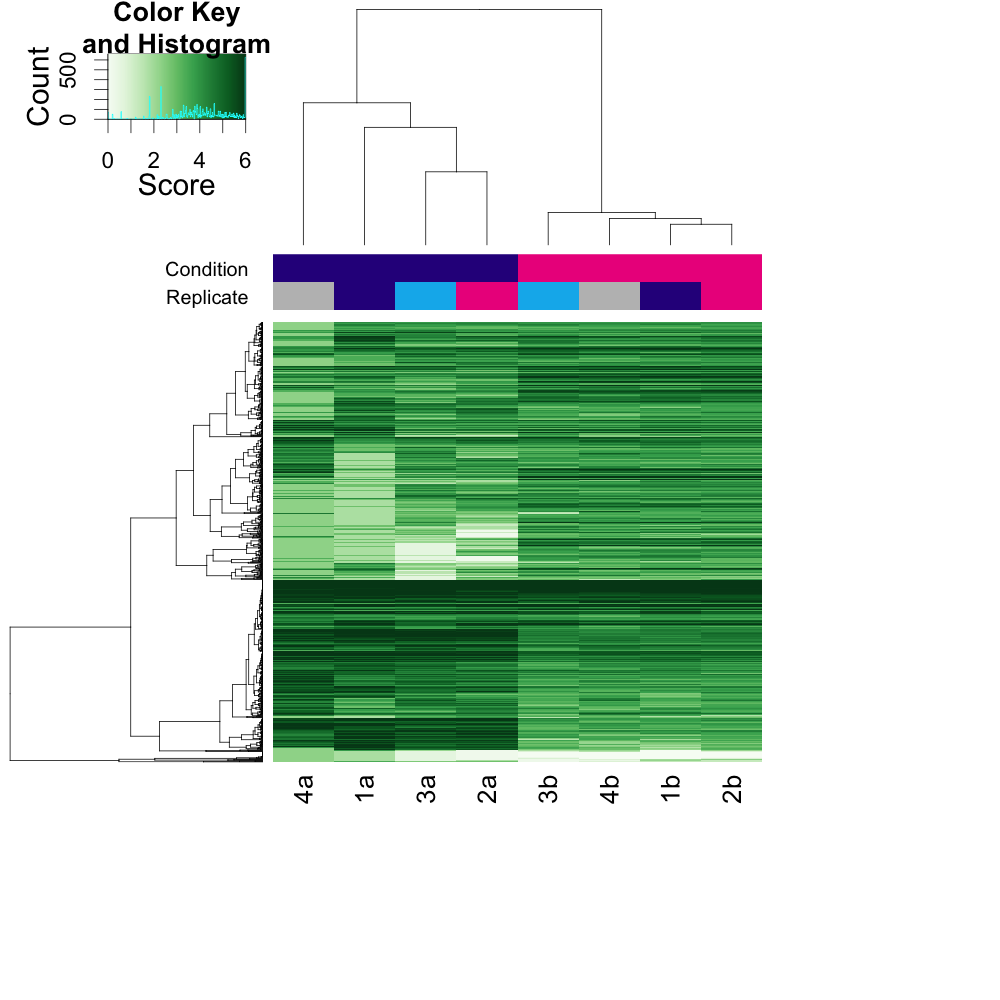 Color Key
and Histogram
Count
0 500
0 2 4 6
Score
Condition
Replicate
4a 1a 3a 2a 3b 4b 1b 2b